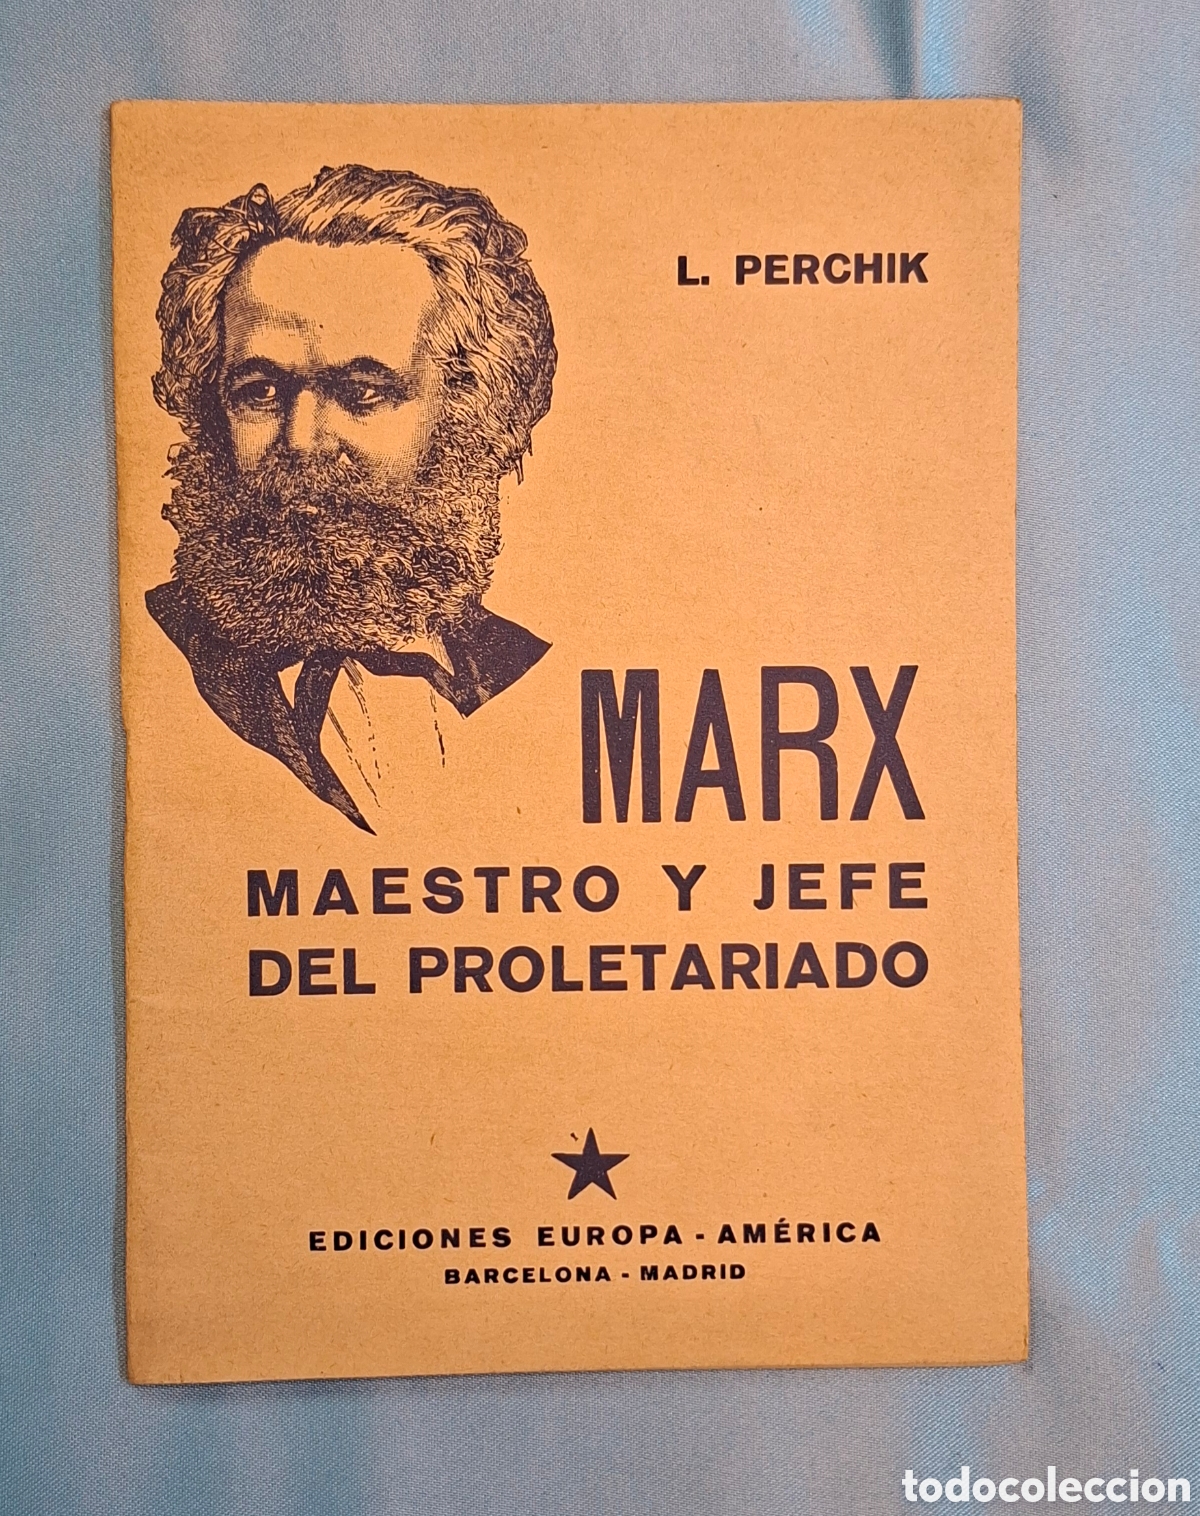 L. PERCHIK
MARX
MAESTRO Y JEFE
DEL PROLETARIADO
EDICIONES EUROPA - AMÉRICA
BARCELONA - MADRID
todocoleccion